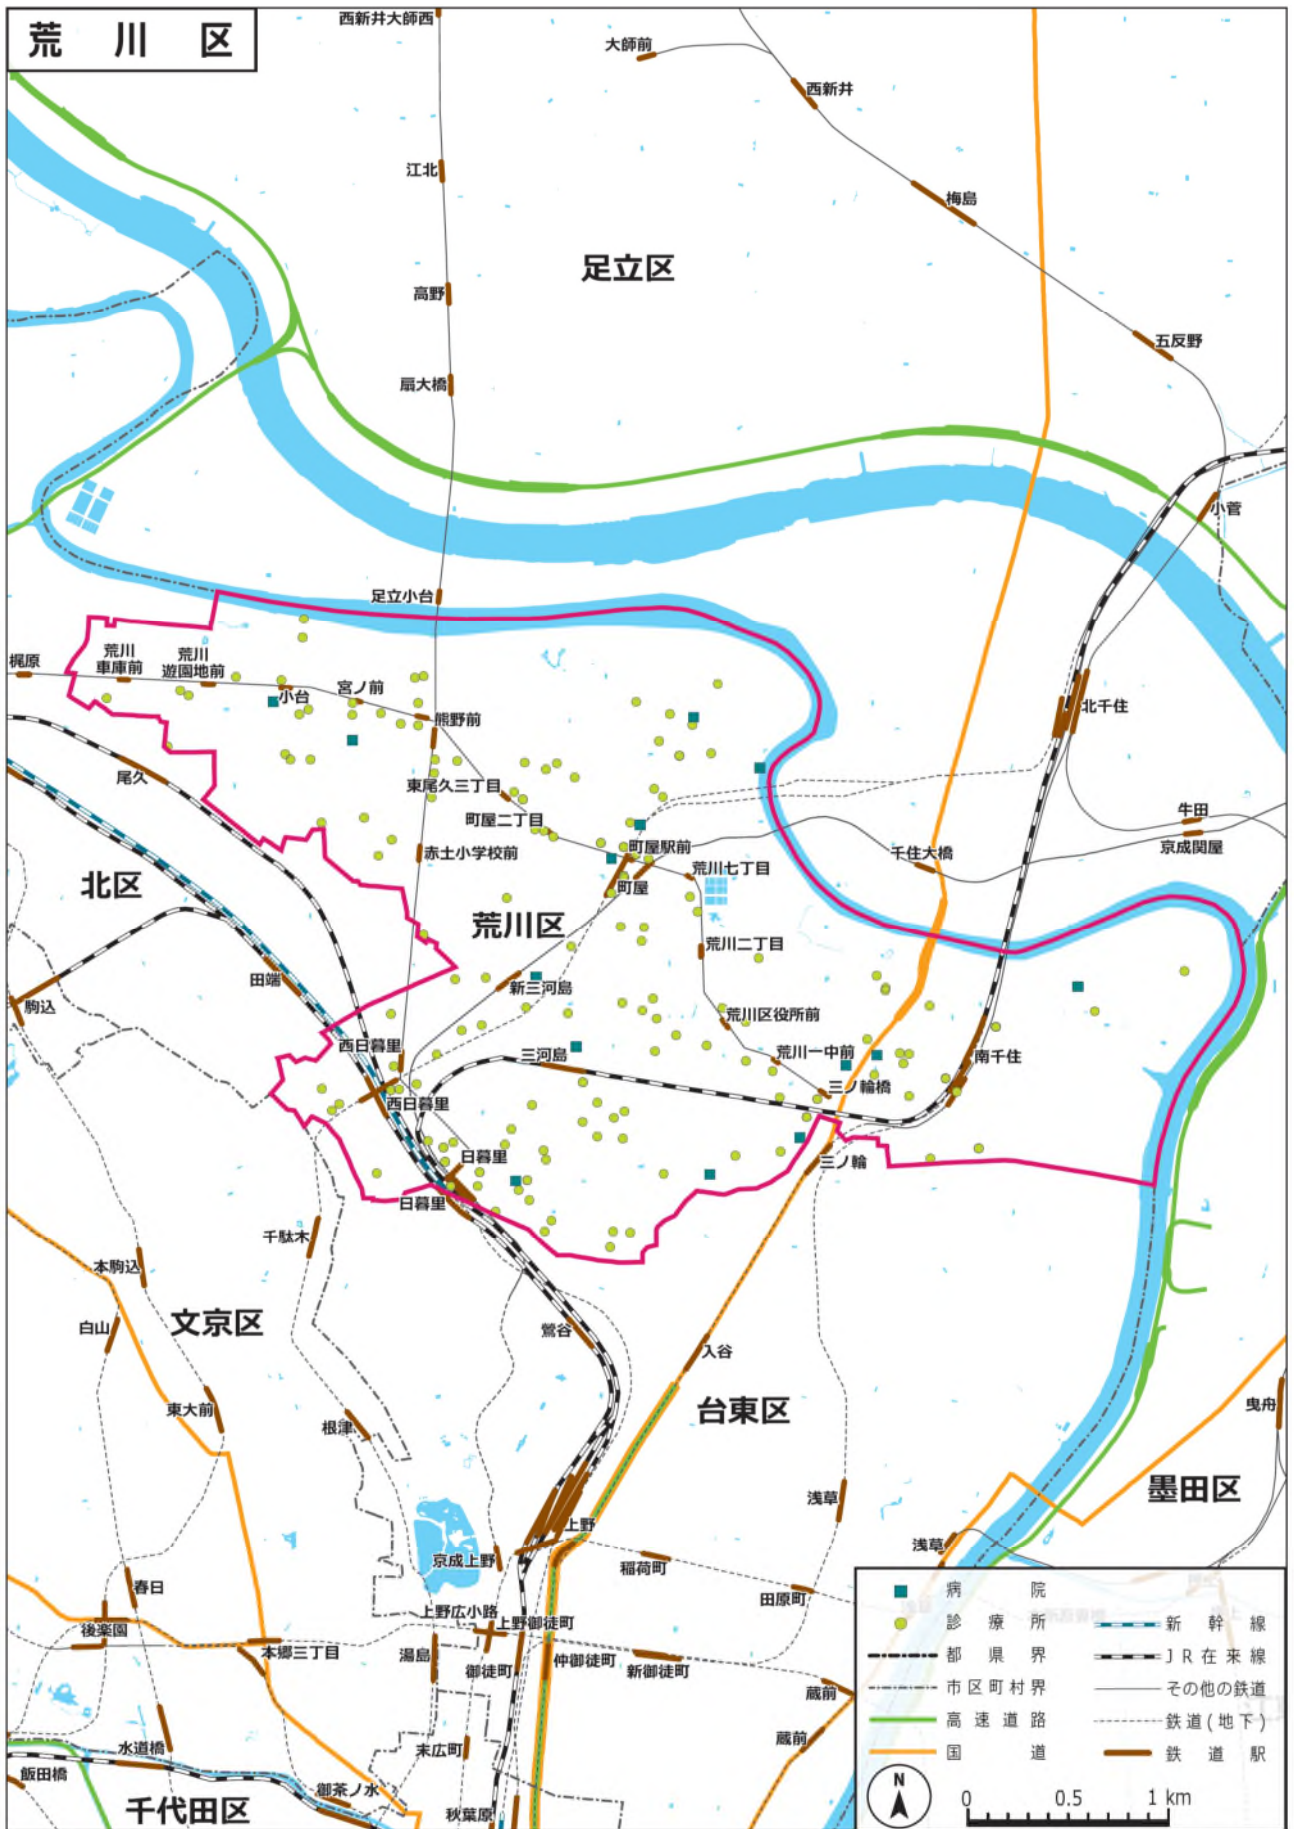 荒川区
西新井大師西
大師前
西新井
江北
梅島
足立区
高野
五反野
扇大橋
小菅
足立小台
梶原
荒川
車庫前
荒川
遊園地前
小台
宮ノ前
熊野前
北千住
尾久
東尾久三丁目
町屋二丁目
牛田
京成関屋
赤土小学校前
町屋駅前
千住大橋
荒川七丁目
町屋
北区
荒川区
荒川二丁目
田端
新三河島
駒込
荒川区役所前
西日暮里
三河島
荒川一中前
南千住
三ノ輪橋
西日暮里
日暮里
三ノ輪
日暮里
千駄木
本駒込
文京区
白山
鶯谷
入谷
台東区
東大前
根津
曳舟
墨田区
浅草
上野
京成上野
浅草
稲荷町
田原町
春日
後楽園
上野広小路
上野御徒町
本郷三丁目
湯島
御徒町
仲御徒町
新御徒町
蔵前
蔵前
末広町
水道橋
飯田橋
御茶ノ水
千代田区
秋葉原
病院
診療所
都県界
市区町村界
高速道路
国道
新幹線
JR在来線
その他の鉄道
鉄道(地下)
鉄道駅
N
0 0.5 1 km